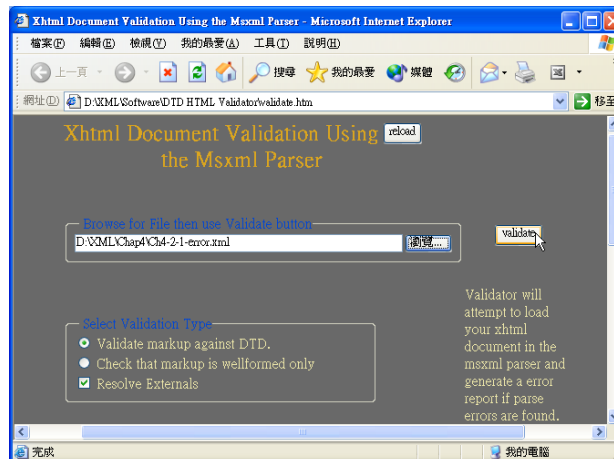 Xhtml Document Validation Using the Msxml Parser - Microsoft Internet Explorer
檔案(F) 編輯(E) 檢視(V) 我的最愛(A) 工具(T) 說明(H)
上一頁 搜尋 我的最愛 媒體
網址(D) D:\XML\Software\DTD HTML Validator\validate.htm 移至
Xhtml Document Validation Using reload
the Msxml Parser
Browse for File then use Validate button
D:\XML\Chap4\Ch4-2-1-error.xml 瀏覽... validate
Select Validation Type
Validate markup against DTD.
Check that markup is wellformed only
Resolve Externals
Validator will
attempt to load
your xhtml
document in the
msxml parser and
generate a error
report if parse
errors are found.
完成 我的電腦